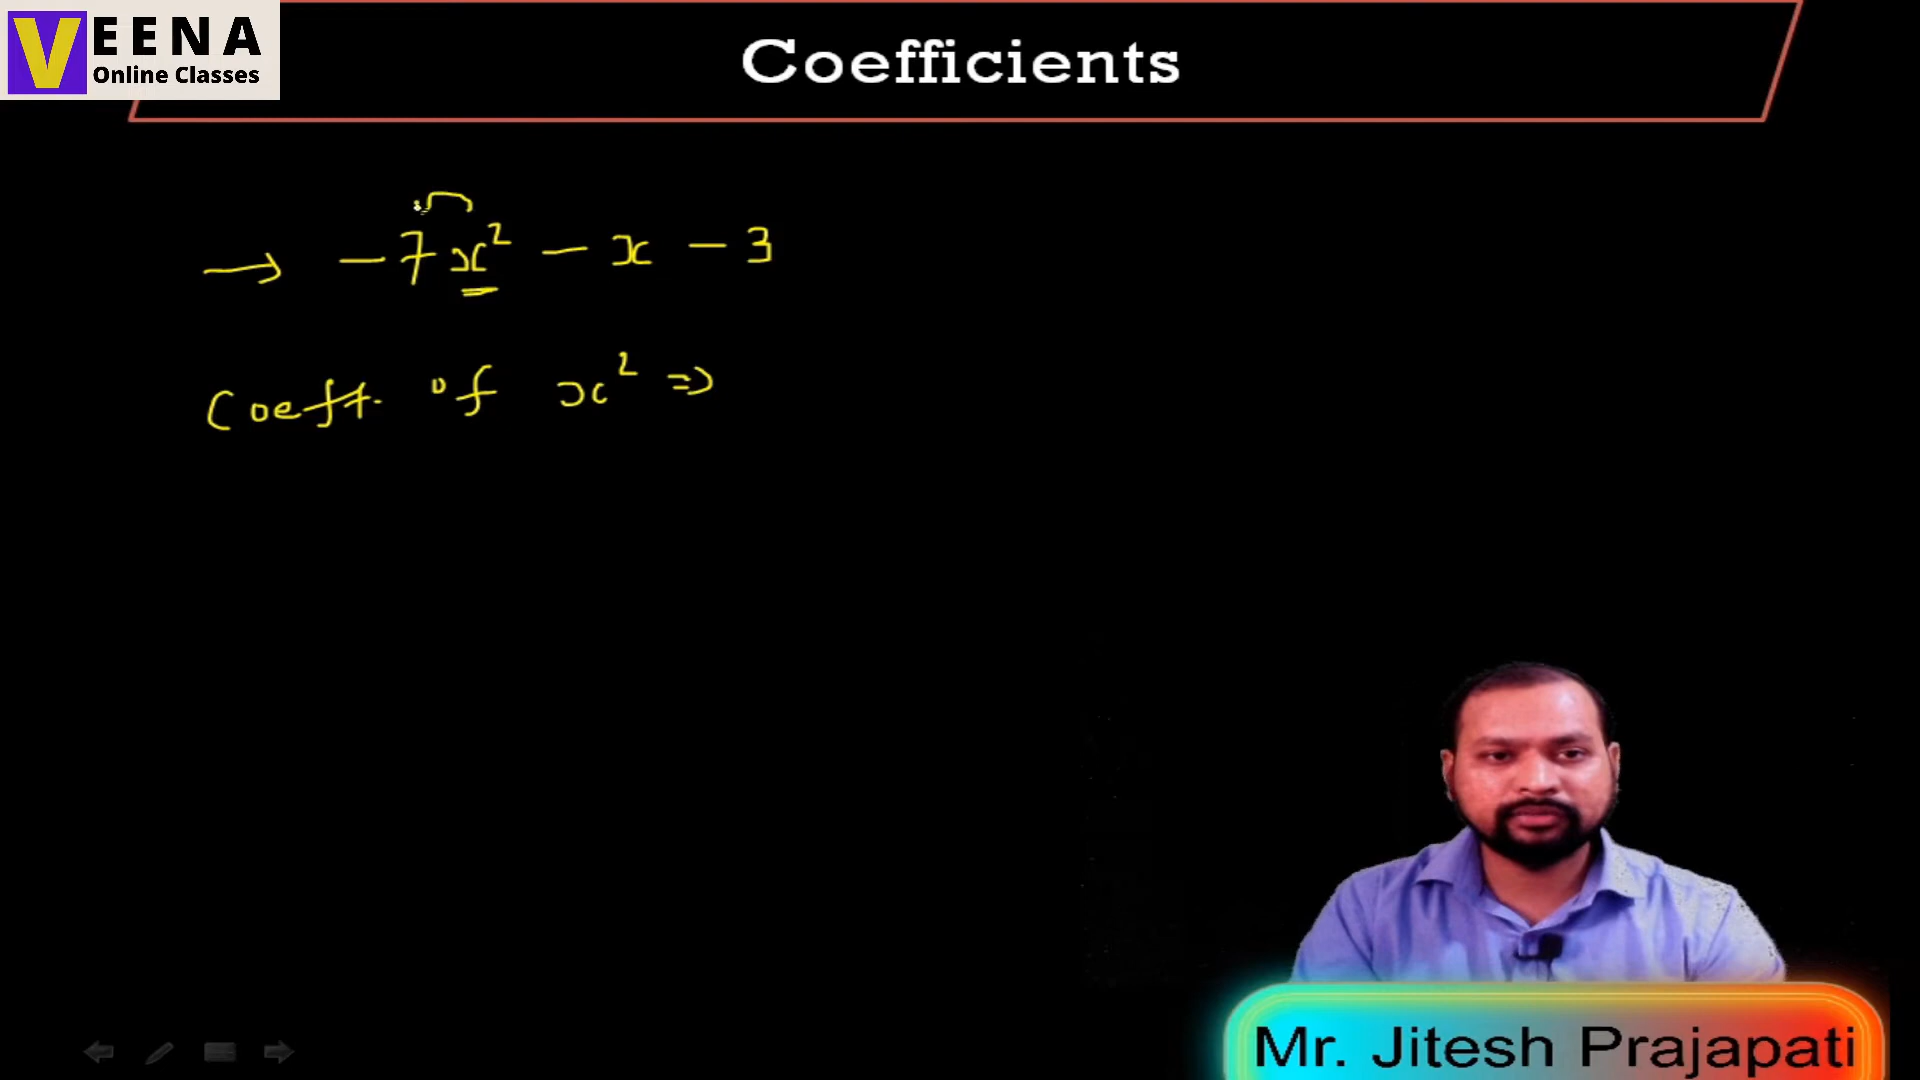 VEENA
Online Classes
Coefficients
→ -7x² - x - 3
Coeff. of x² ⇒
Mr. Jitesh Prajapati